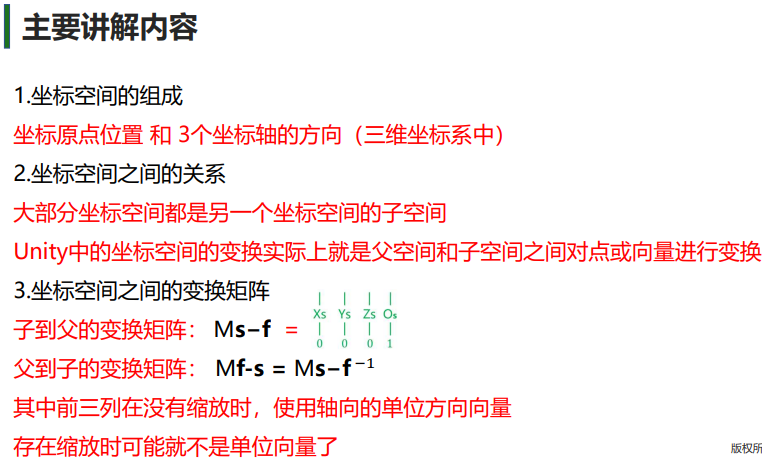 主要讲解内容
1.坐标空间的组成
坐标原点位置 和 3个坐标轴的方向（三维坐标系中）
2.坐标空间之间的关系
大部分坐标空间都是另一个坐标空间的子空间
Unity中的坐标空间的变换实际上就是父空间和子空间之间对点或向量进行变换
3.坐标空间之间的变换矩阵
| | | |
Xs Ys Zs Os
子到父的变换矩阵： Ms−f =
| | | |
0 0 0 1
父到子的变换矩阵： Mf-s = Ms−f⁻¹
其中前三列在没有缩放时，使用轴向的单位方向向量
存在缩放时可能就不是单位向量了
版权所